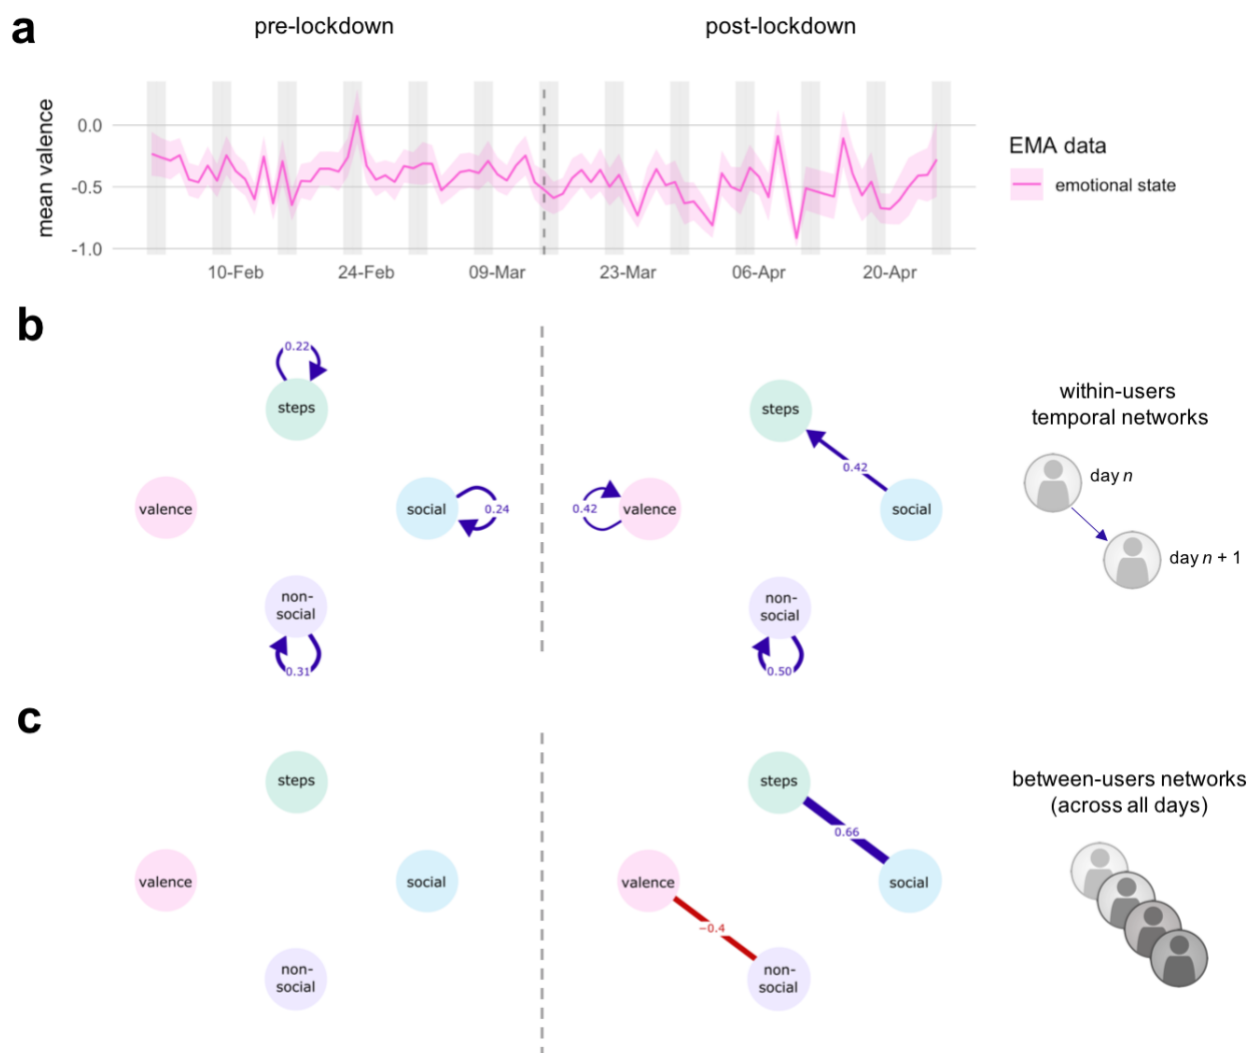 a
pre-lockdown
post-lockdown
mean valence
0.0
-0.5
-1.0
10-Feb
24-Feb
09-Mar
23-Mar
06-Apr
20-Apr
EMA data
emotional state
b
0.22
steps
valence
social
0.24
non-
social
0.31
steps
0.42
0.42
valence
social
non-
social
0.50
within-users
temporal networks
day n
day n + 1
c
steps
valence
social
non-
social
steps
0.66
valence
social
−0.4
non-
social
between-users networks
(across all days)